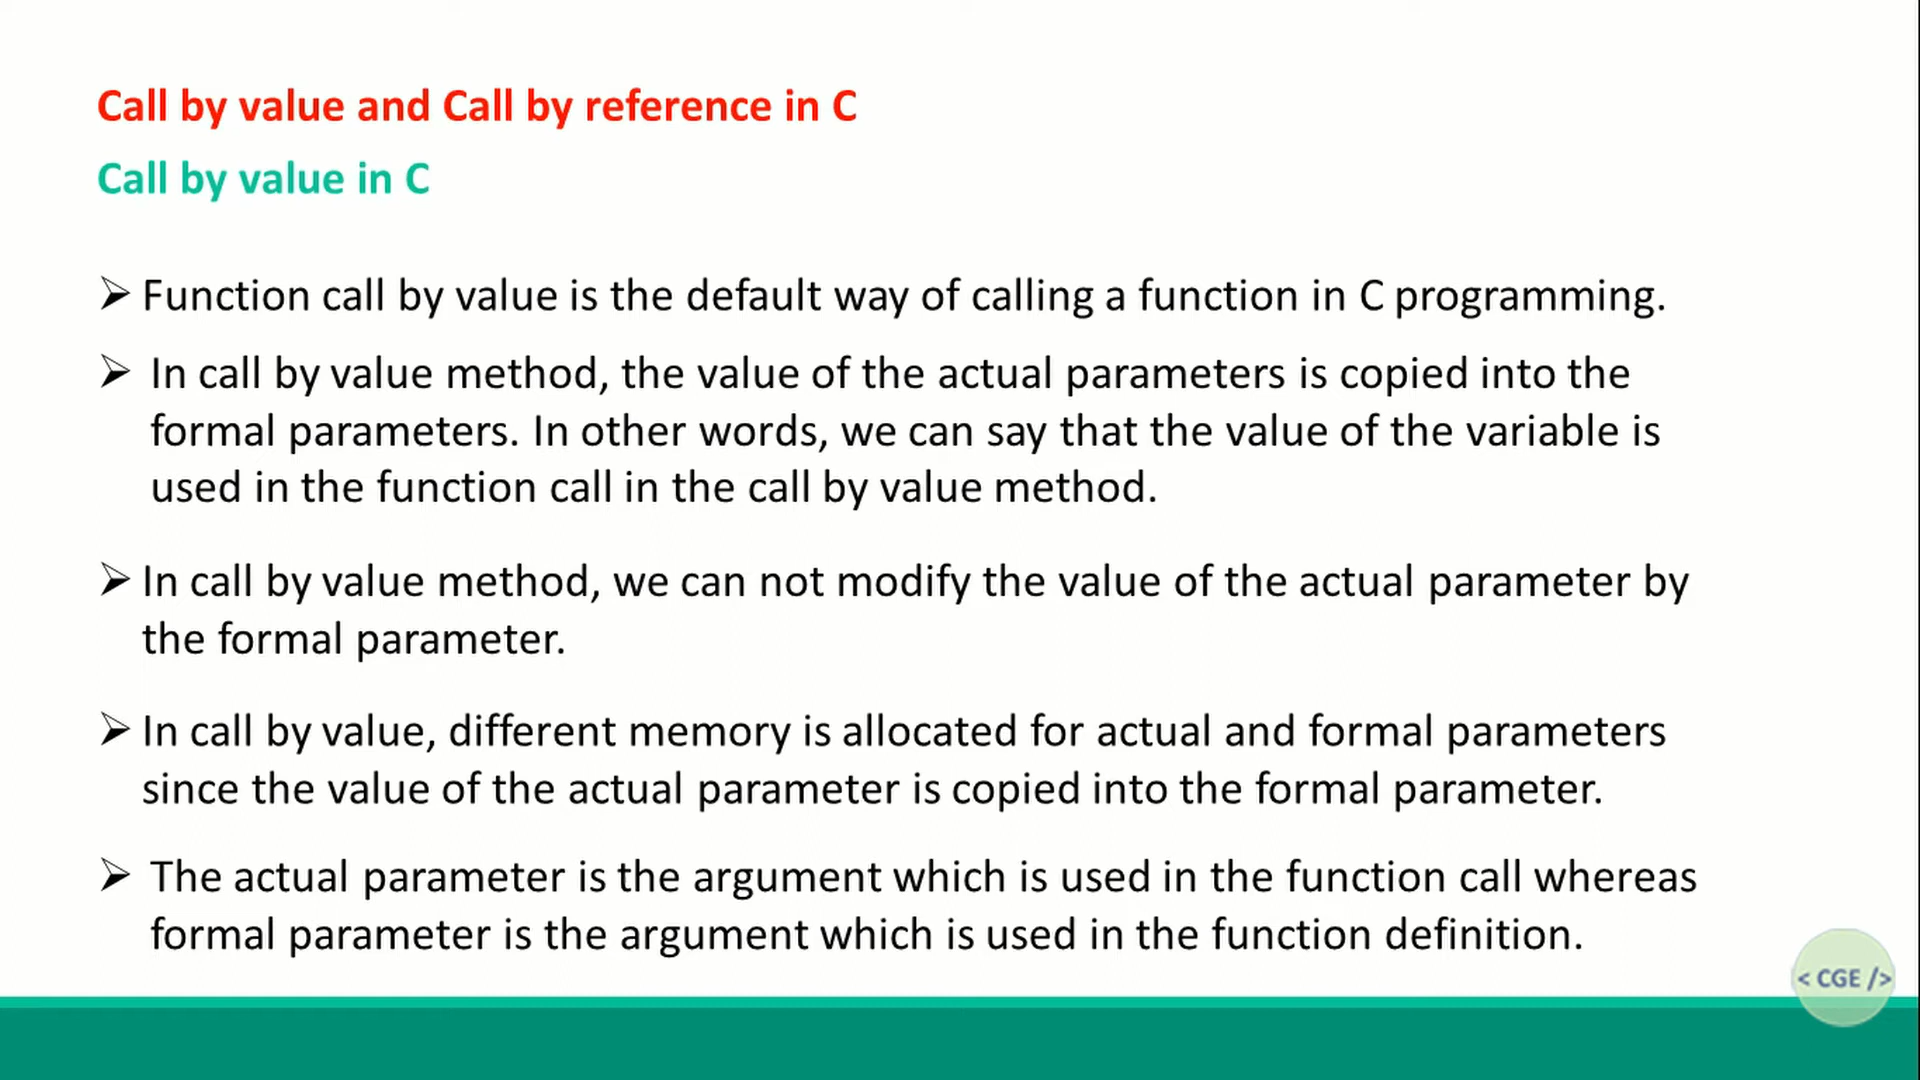 Call by value and Call by reference in C
Call by value in C
➢ Function call by value is the default way of calling a function in C programming.
➢ In call by value method, the value of the actual parameters is copied into the
formal parameters. In other words, we can say that the value of the variable is
used in the function call in the call by value method.
➢ In call by value method, we can not modify the value of the actual parameter by
the formal parameter.
➢ In call by value, different memory is allocated for actual and formal parameters
since the value of the actual parameter is copied into the formal parameter.
➢ The actual parameter is the argument which is used in the function call whereas
formal parameter is the argument which is used in the function definition.
< CGE />